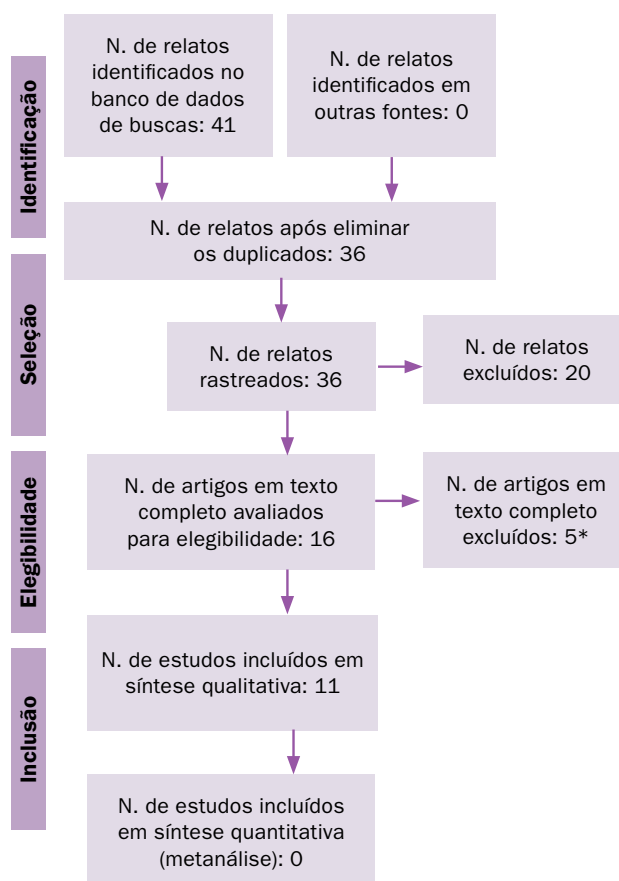 Identificação
N. de relatos
identificados no
banco de dados
de buscas: 41
N. de relatos
identificados em
outras fontes: 0
N. de relatos após eliminar
os duplicados: 36
Seleção
N. de relatos
rastreados: 36
N. de relatos
excluídos: 20
Elegibilidade
N. de artigos em texto
completo avaliados
para elegibilidade: 16
N. de artigos em
texto completo
excluídos: 5*
Inclusão
N. de estudos incluídos em
síntese qualitativa: 11
N. de estudos incluídos
em síntese quantitativa
(metanálise): 0